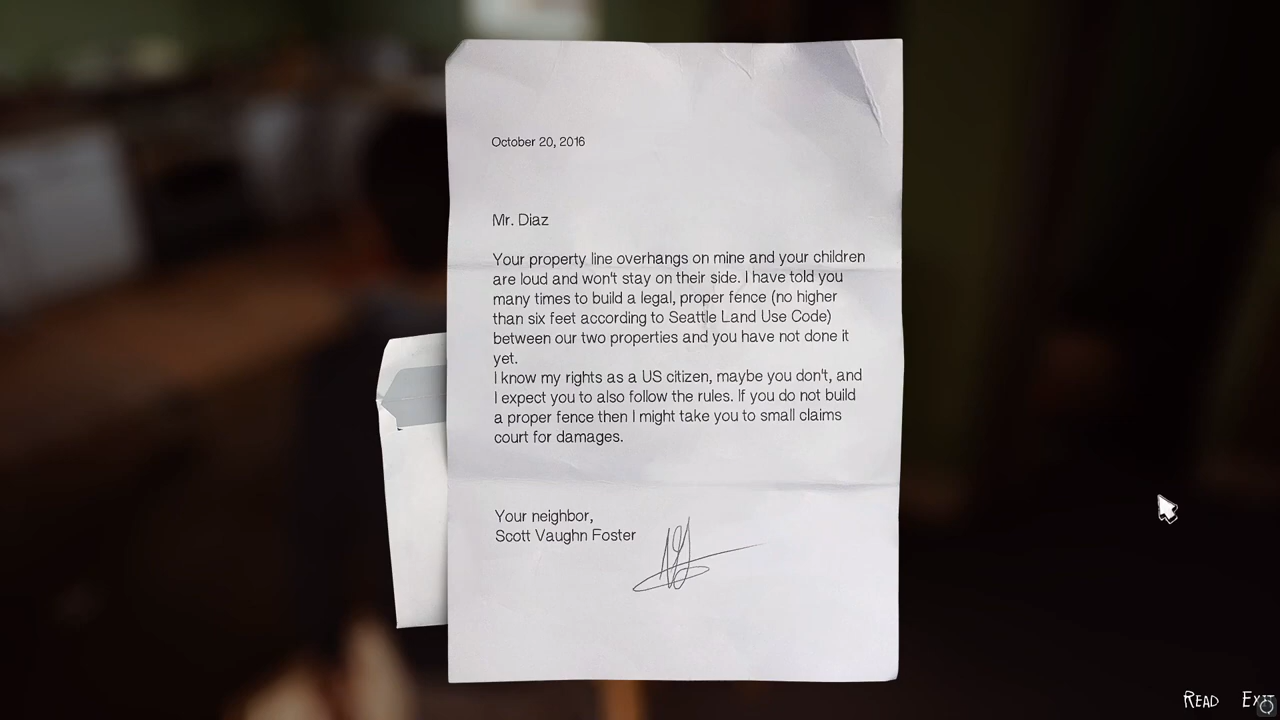 October 20, 2016
Mr. Diaz
Your property line overhangs on mine and your children
are loud and won't stay on their side. I have told you
many times to build a legal, proper fence (no higher
than six feet according to Seattle Land Use Code)
between our two properties and you have not done it
yet.
I know my rights as a US citizen, maybe you don't, and
I expect you to also follow the rules. If you do not build
a proper fence then I might take you to small claims
court for damages.
Your neighbor,
Scott Vaughn Foster
READ EXIT